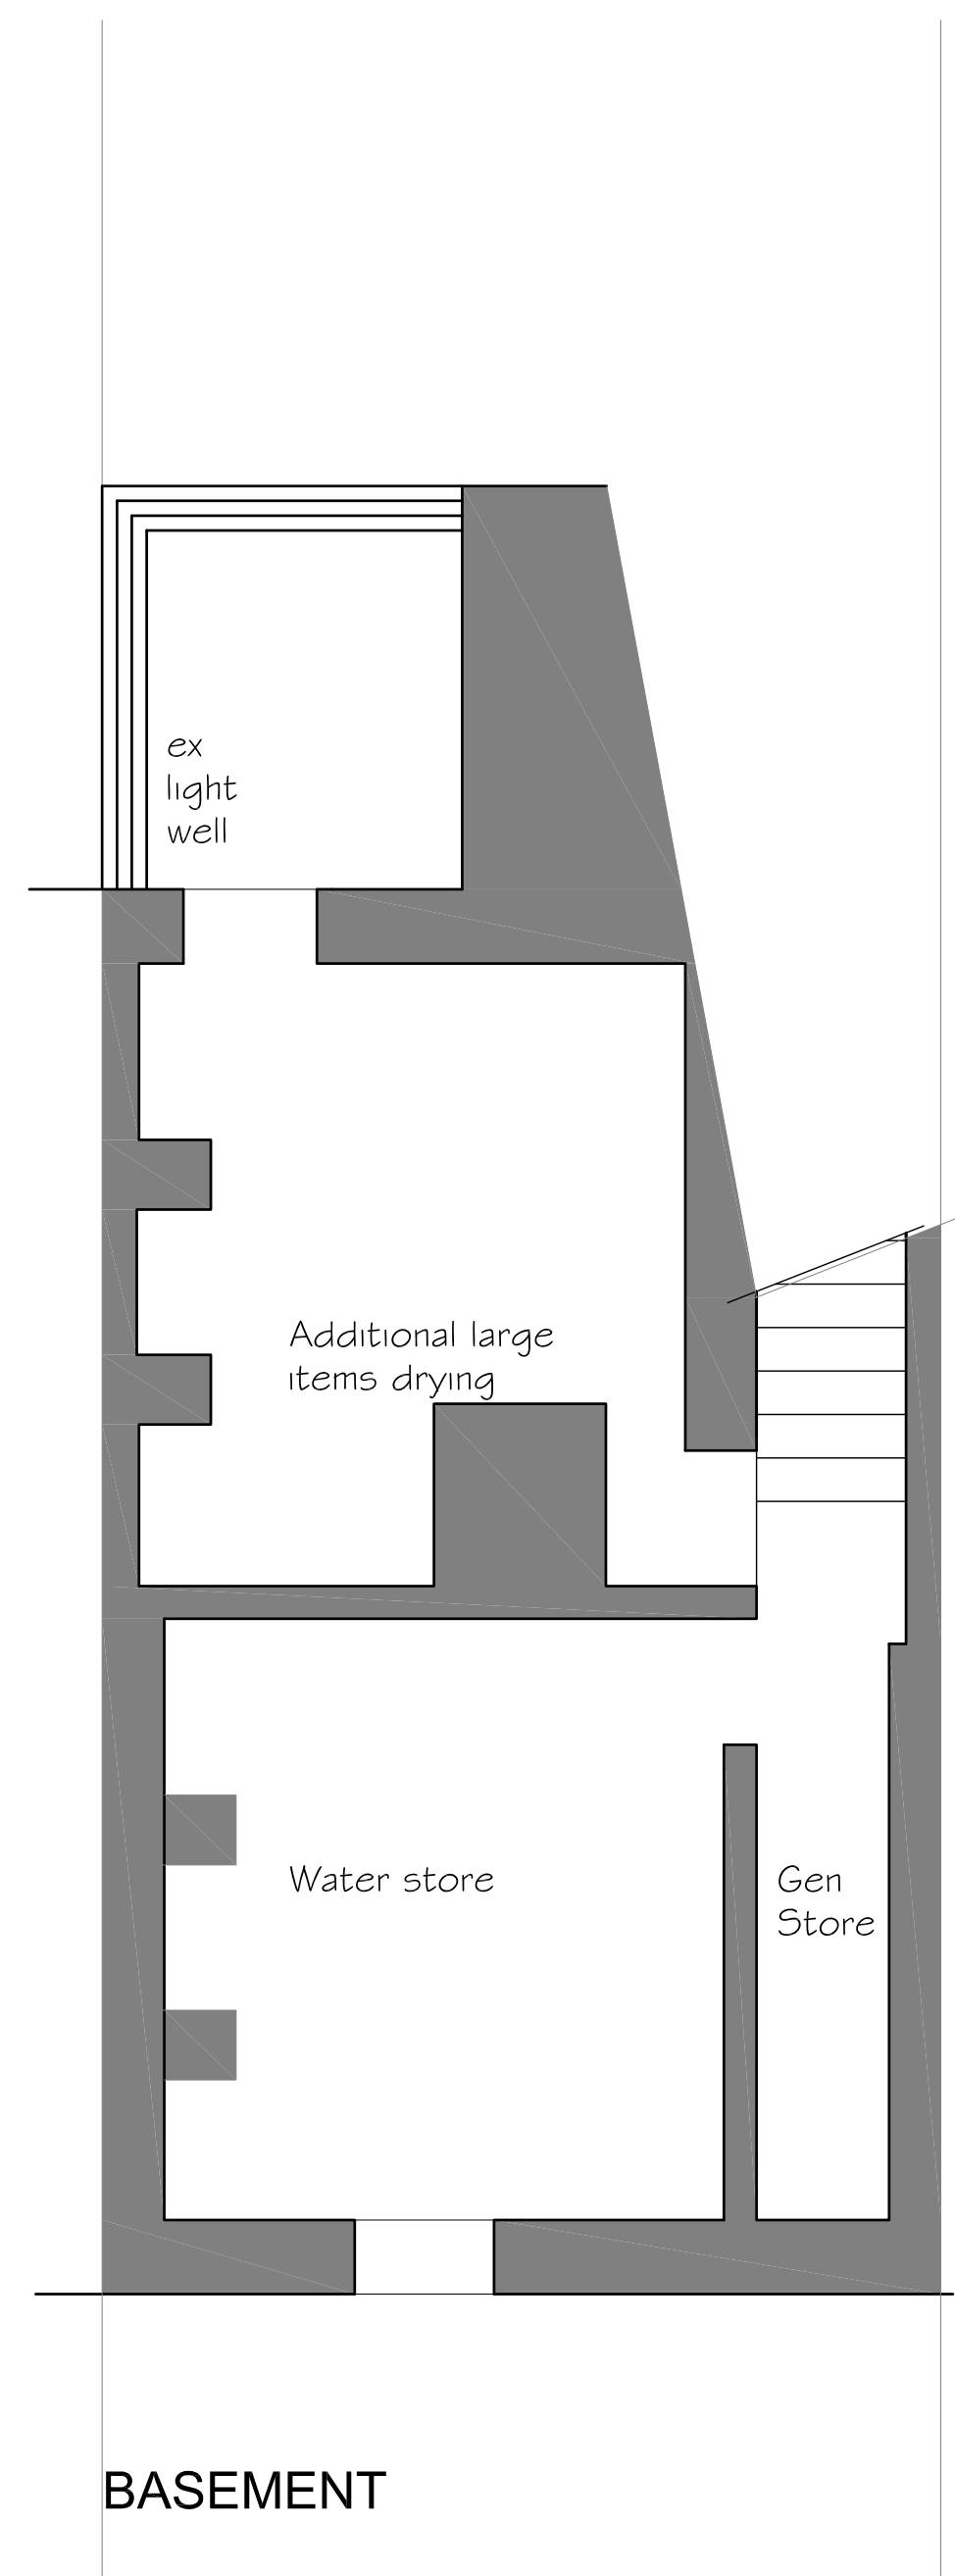 ex
light
well
Additional large
items drying
Water store
Gen
Store
BASEMENT